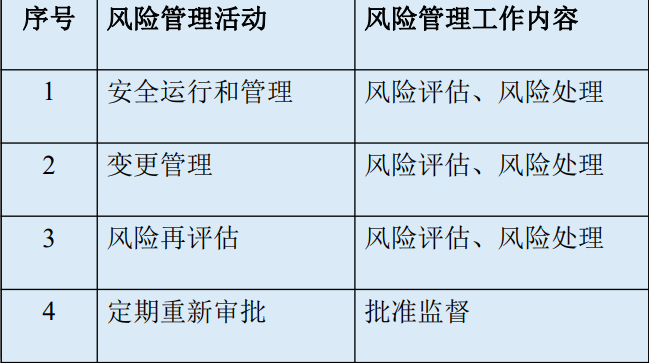 序号 风险管理活动 风险管理工作内容
1 安全运行和管理 风险评估、风险处理
2 变更管理 风险评估、风险处理
3 风险再评估 风险评估、风险处理
4 定期重新审批 批准监督